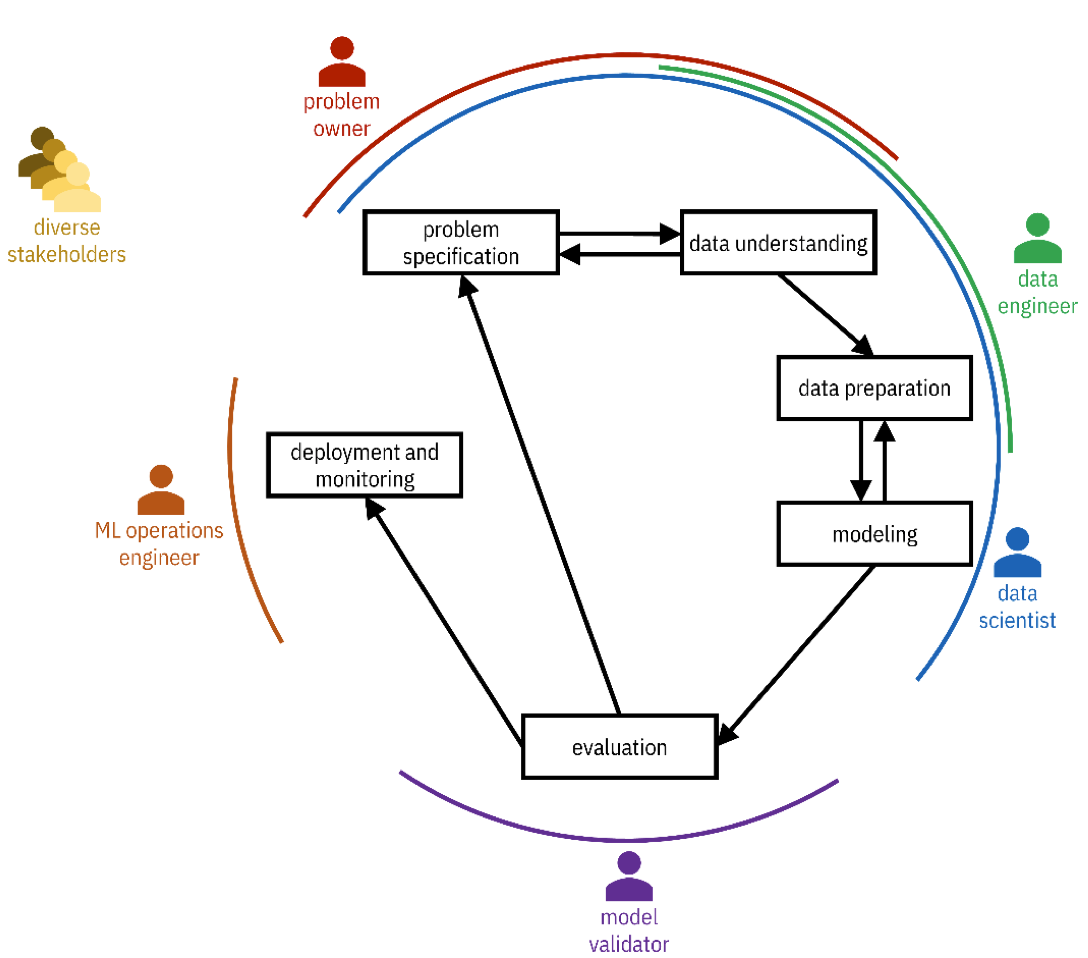 problem
owner
diverse
stakeholders
problem
specification
data understanding
data
engineer
data preparation
deployment and
monitoring
ML operations
engineer
modeling
data
scientist
evaluation
model
validator